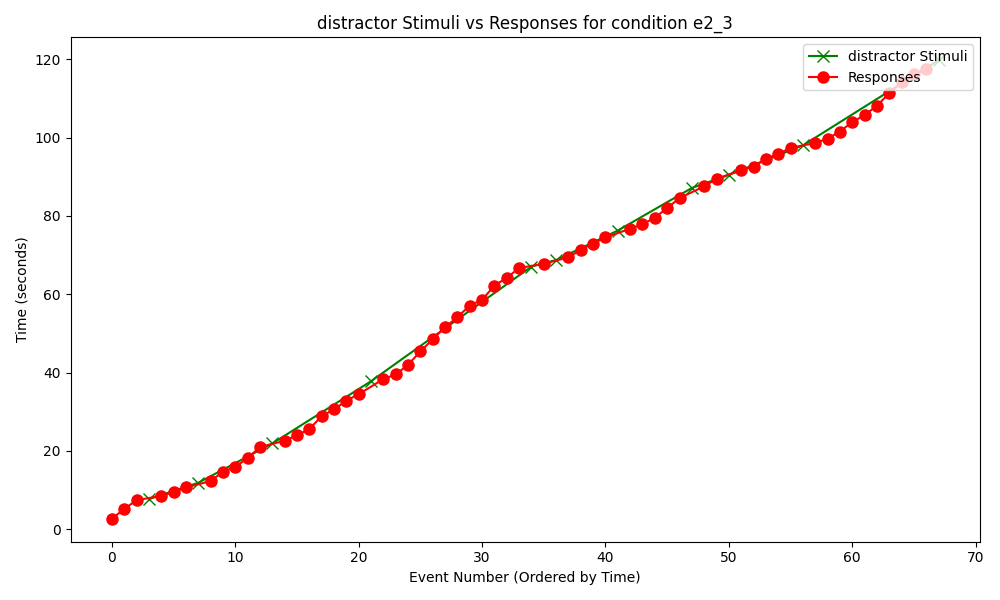 distractor Stimuli vs Responses for condition e2_3
distractor Stimuli
Responses
Time (seconds)
120
100
80
60
40
20
0
0 10 20 30 40 50 60 70
Event Number (Ordered by Time)